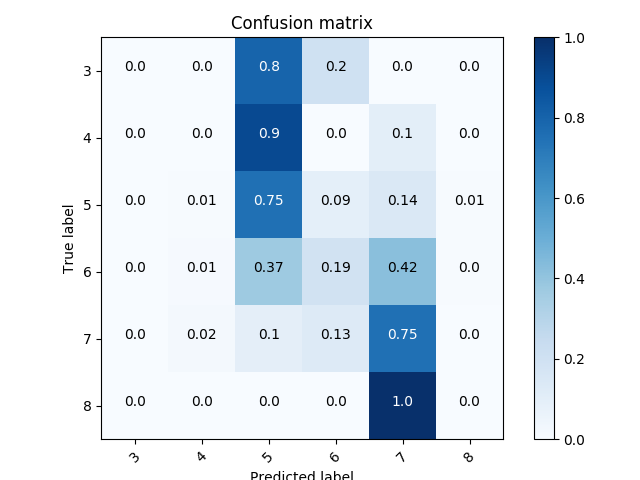 Confusion matrix
3 0.0 0.0 0.8 0.2 0.0 0.0
4 0.0 0.0 0.9 0.0 0.1 0.0
5 0.0 0.01 0.75 0.09 0.14 0.01
6 0.0 0.01 0.37 0.19 0.42 0.0
7 0.0 0.02 0.1 0.13 0.75 0.0
8 0.0 0.0 0.0 0.0 1.0 0.0
3 4 5 6 7 8
True label
Predicted label
1.0
0.8
0.6
0.4
0.2
0.0